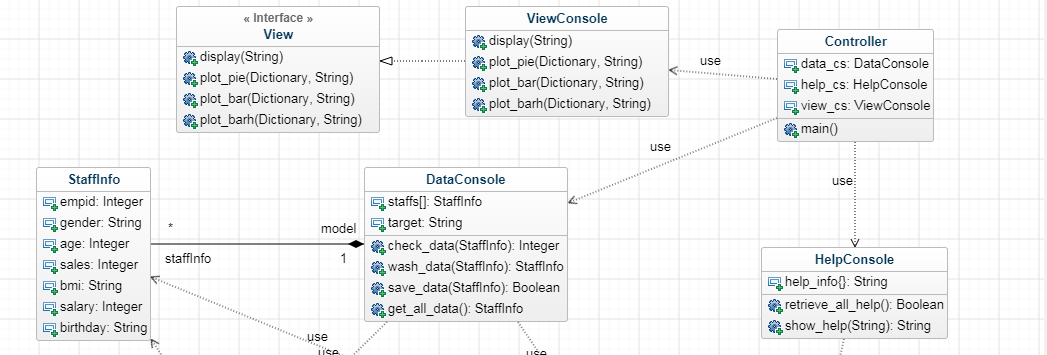 « Interface »
View
display(String)
plot_pie(Dictionary, String)
plot_bar(Dictionary, String)
plot_barh(Dictionary, String)
ViewConsole
display(String)
plot_pie(Dictionary, String)
plot_bar(Dictionary, String)
plot_barh(Dictionary, String)
use
Controller
data_cs: DataConsole
help_cs: HelpConsole
view_cs: ViewConsole
main()
use
use
StaffInfo
empid: Integer
gender: String
age: Integer
sales: Integer
bmi: String
salary: Integer
birthday: String
*
staffInfo
model
1
DataConsole
staffs[]: StaffInfo
target: String
check_data(StaffInfo): Integer
wash_data(StaffInfo): StaffInfo
save_data(StaffInfo): Boolean
get_all_data(): StaffInfo
HelpConsole
help_info{}: String
retrieve_all_help(): Boolean
show_help(String): String
use
use
use